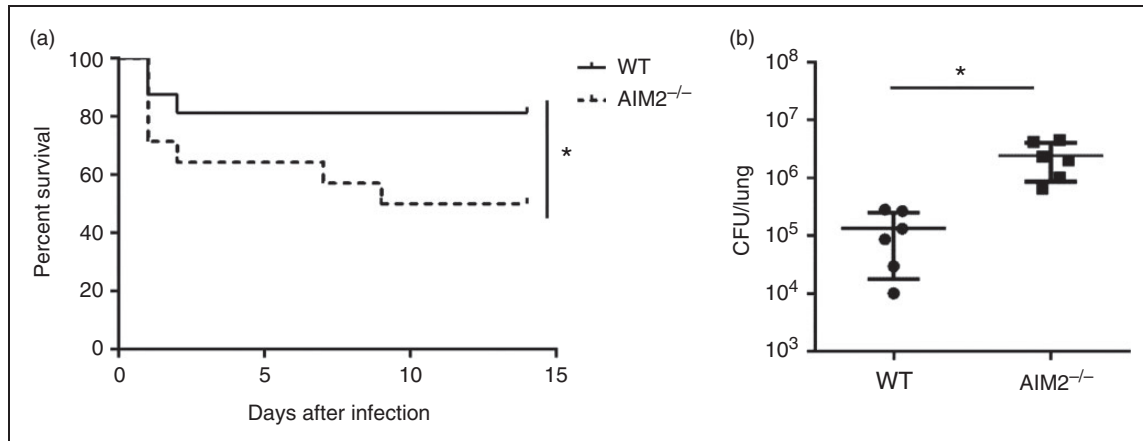 (a)
100
80
60
40
20
0
Percent survival
0 5 10 15
Days after infection
WT
AIM2–/–
*
(b)
10⁸
10⁷
10⁶
10⁵
10⁴
10³
CFU/lung
*
WT AIM2–/–